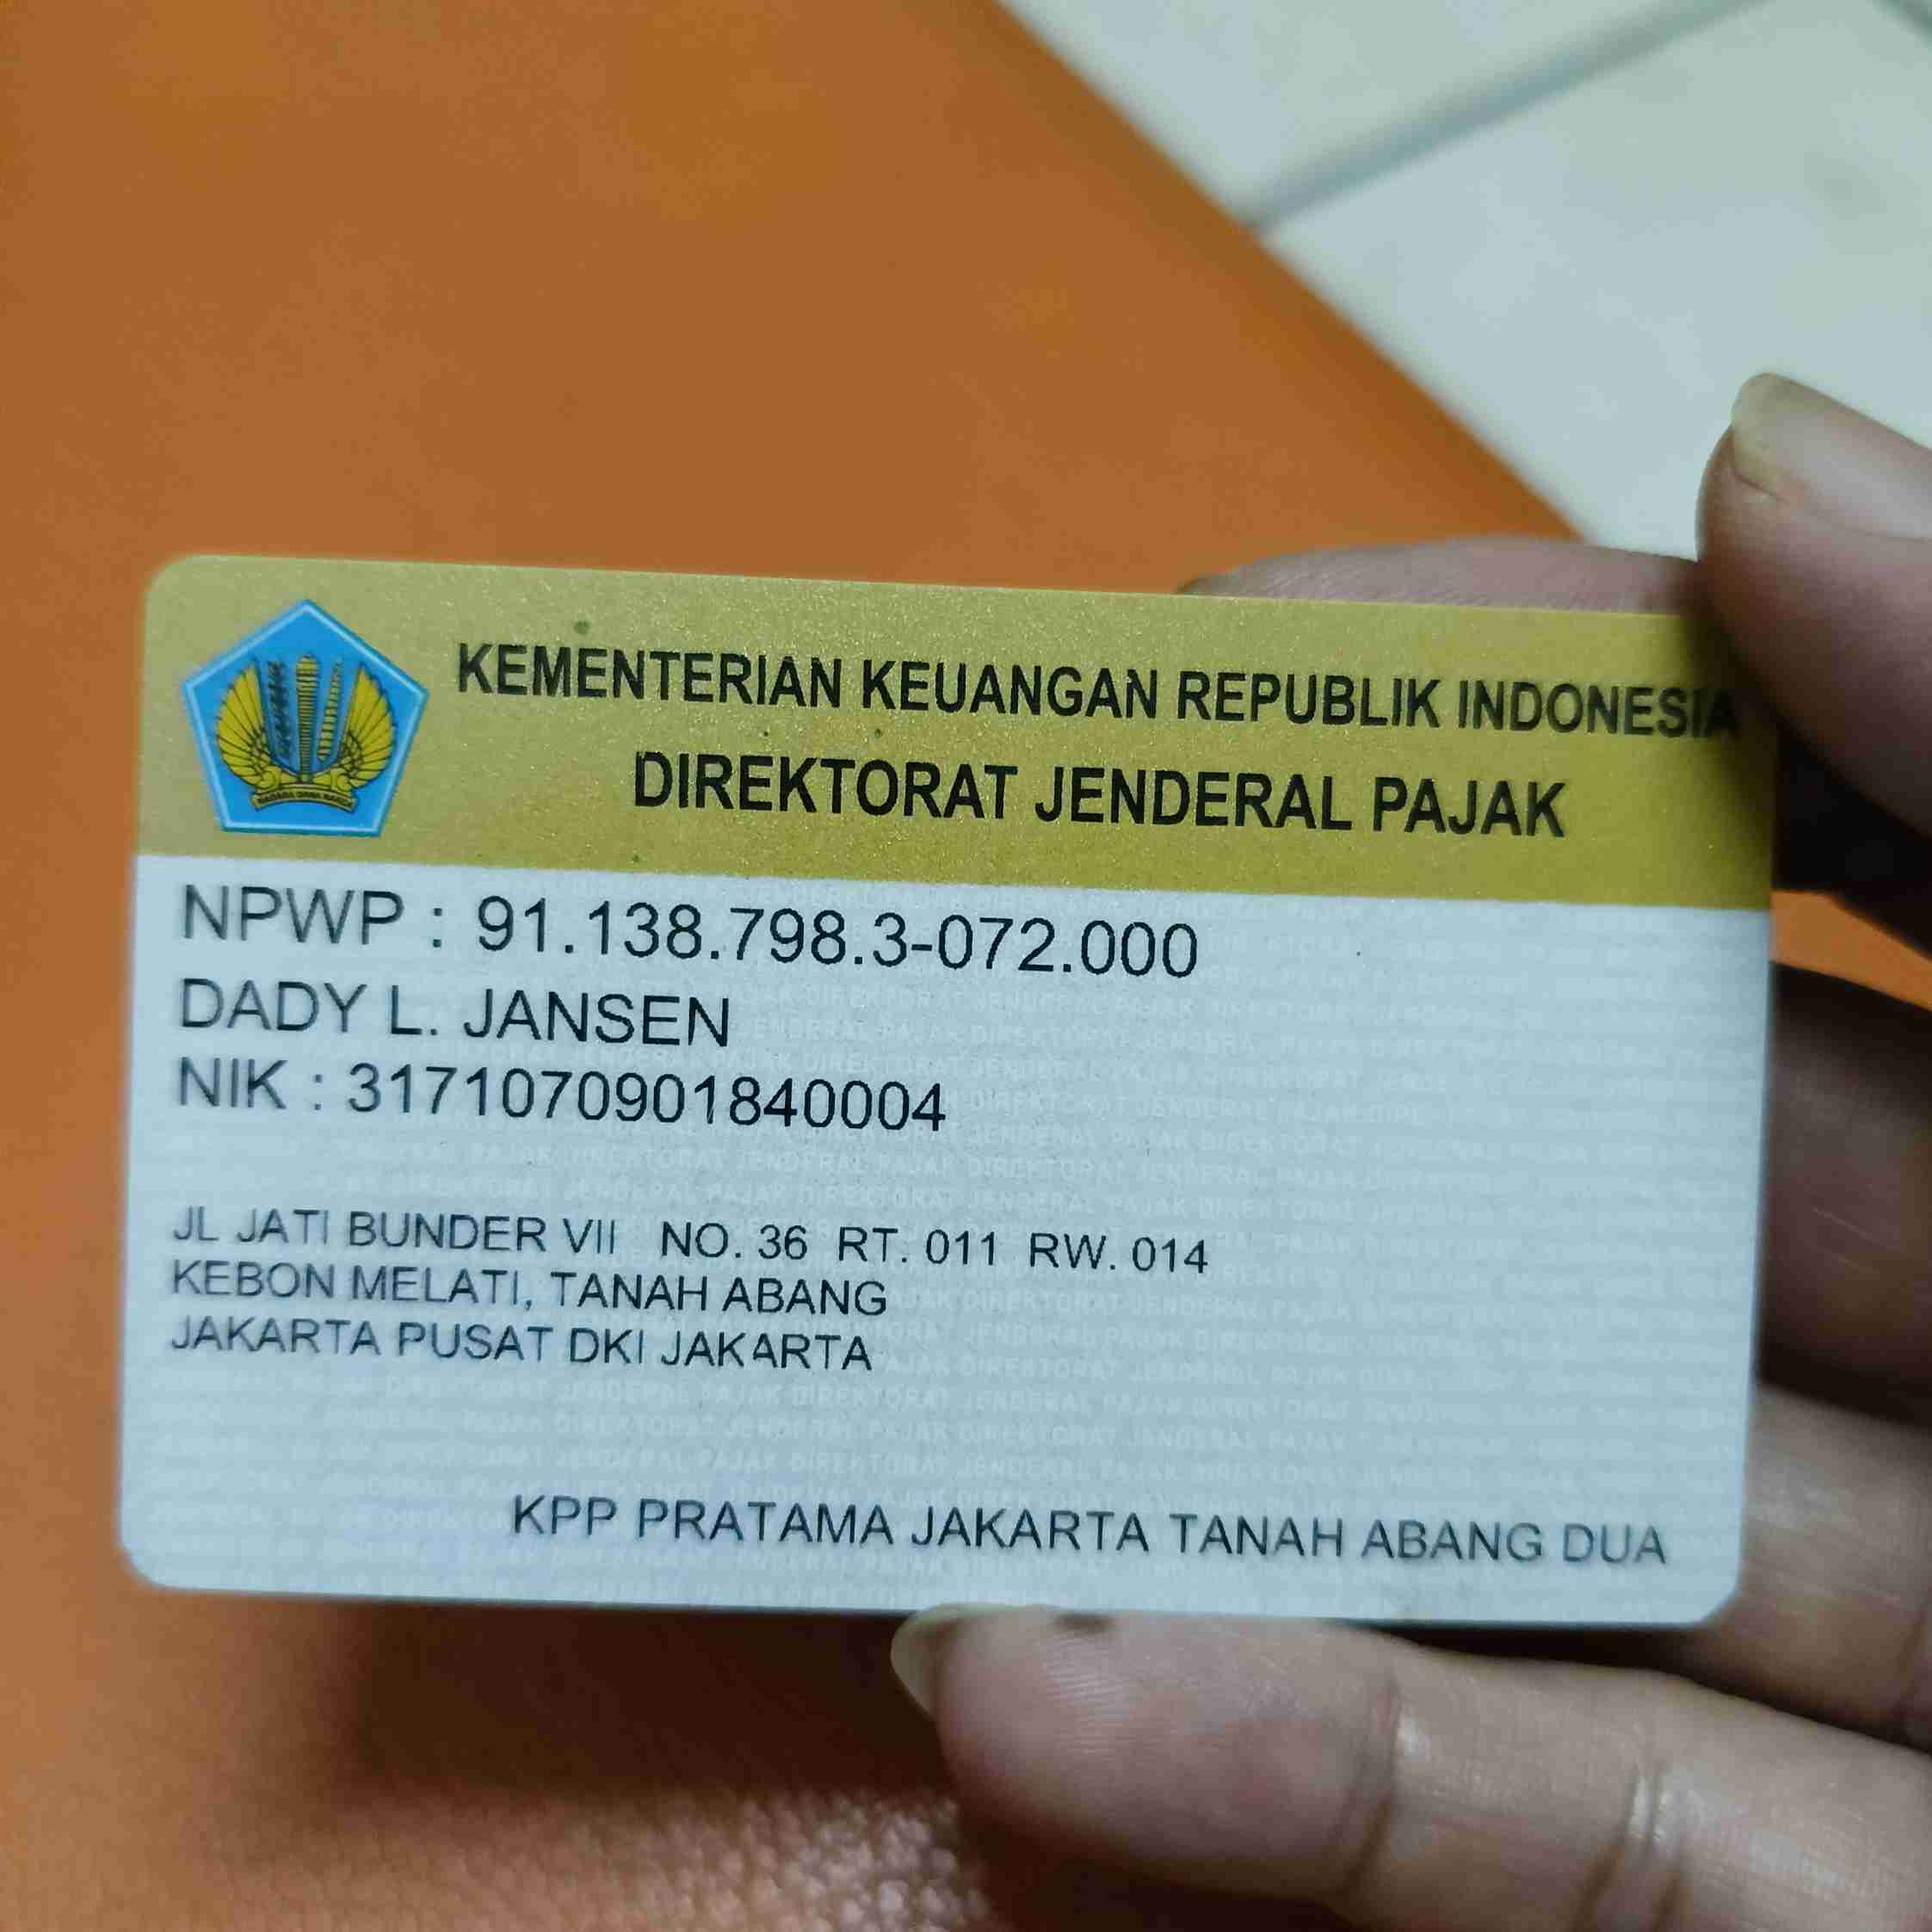 KEMENTERIAN KEUANGAN REPUBLIK INDONESIA
DIREKTORAT JENDERAL PAJAK
NPWP : 91.138.798.3-072.000
DADY L. JANSEN
NIK : 3171070901840004
JL JATI BUNDER VII NO. 36 RT. 011 RW. 014
KEBON MELATI, TANAH ABANG
JAKARTA PUSAT DKI JAKARTA
KPP PRATAMA JAKARTA TANAH ABANG DUA